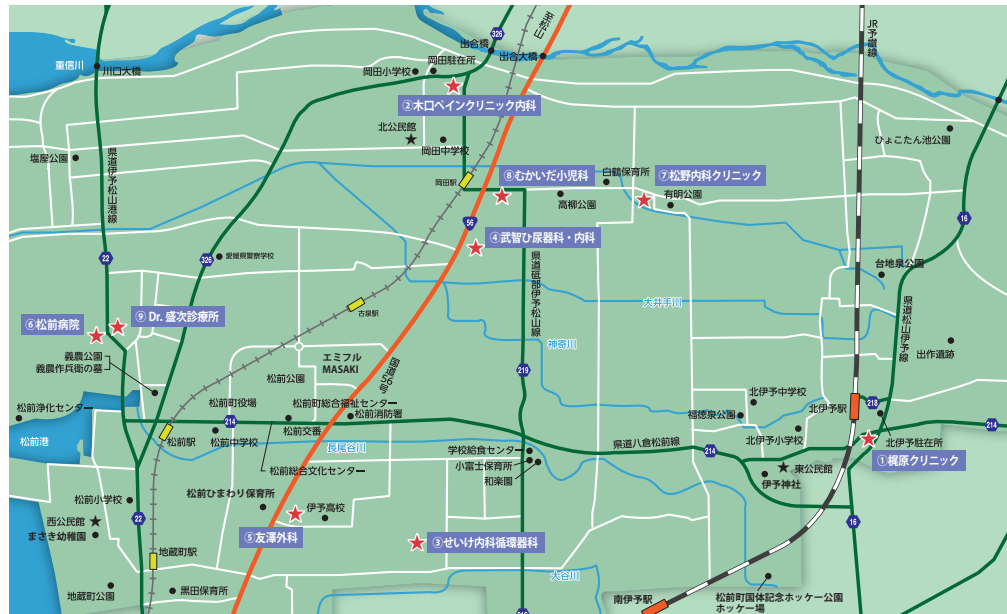 至松山
JR予讃線
326
出合橋
出合大橋
重信川
川口大橋
岡田駐在所
岡田小学校
②木口ペインクリニック内科
北公民館
岡田中学校
ひょこたん池公園
塩屋公園
県道伊予松山港線
岡田駅
⑧むかいだ小児科
白鶴保育所
⑦松野内科クリニック
高柳公園
有明公園
56
16
④武智ひ尿器科・内科
22
326
愛媛県警察学校
県道砥部伊予松山線
台地泉公園
大井手川
古泉駅
県道松山伊予線
⑥松前病院
⑨Dr. 盛次診療所
神寄川
出作遺跡
義農公園
義農作兵衛の墓
エミフル
MASAKI
国道56号
松前公園
219
松前浄化センター
松前町役場
松前町総合福祉センター
松前消防署
北伊予中学校
北伊予駅
218
福徳泉公園
松前港
214
松前交番
松前駅
松前中学校
北伊予小学校
北伊予駐在所
214
長尾谷川
学校給食センター
県道八倉松前線
214
①梶原クリニック
松前総合文化センター
小富士保育所
和楽園
東公民館
伊予神社
松前小学校
松前ひまわり保育所
西公民館
22
伊予高校
16
まさき幼稚園
⑤友澤外科
③せいけ内科循環器科
地蔵町駅
大谷川
地蔵町公園
黒田保育所
南伊予駅
松前町国体記念ホッケー公園
ホッケー場